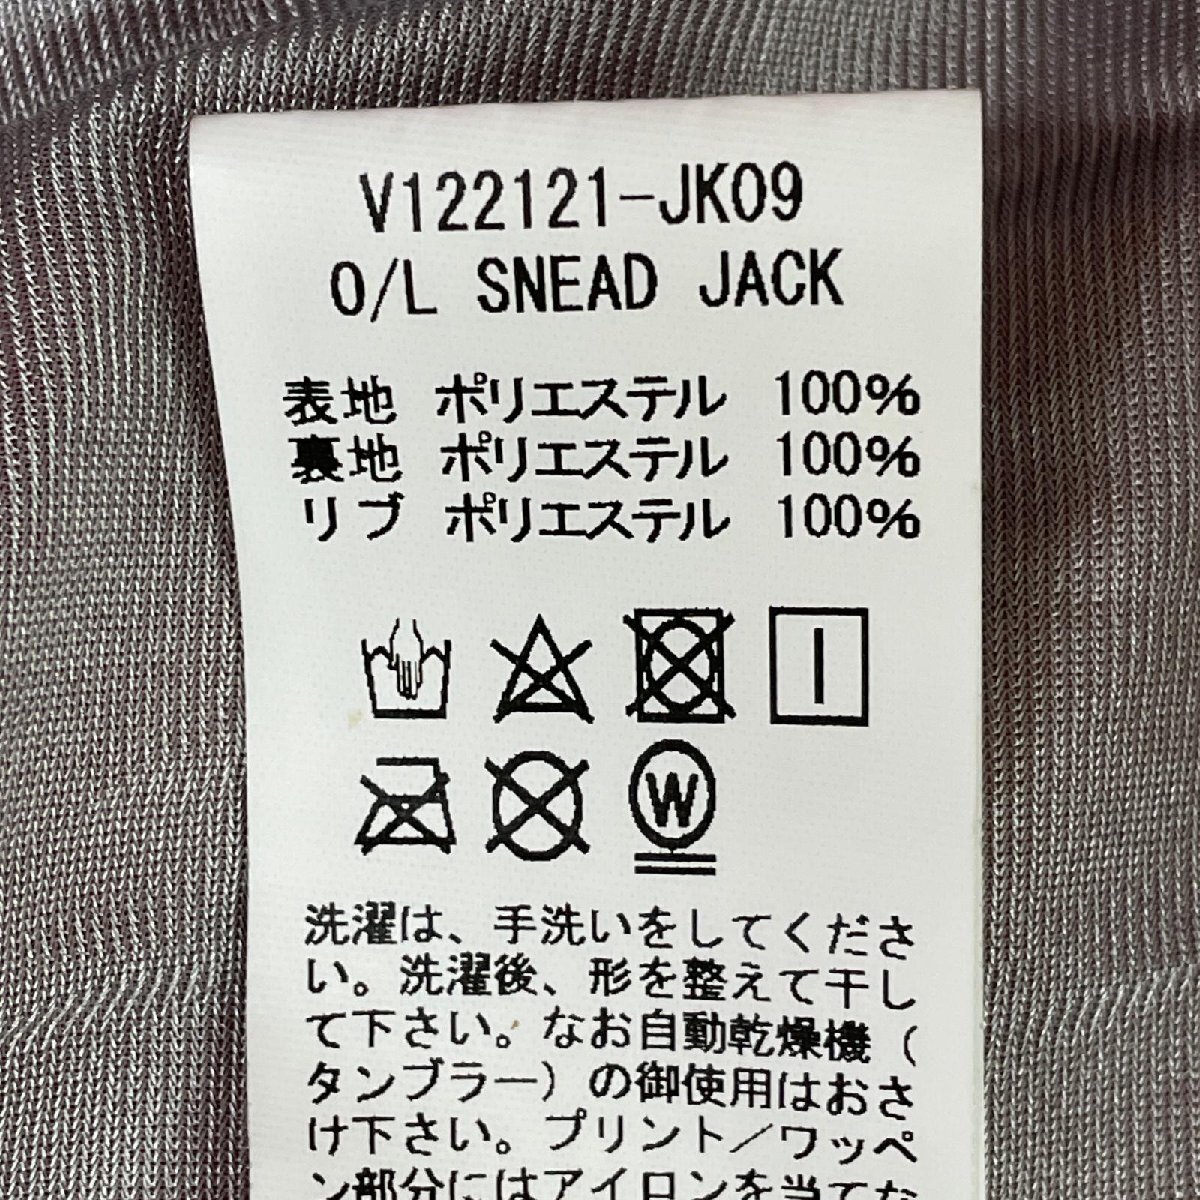 V122121-JK09
O/L SNEAD JACK
表地 ポリエステル 100%
裏地 ポリエステル 100%
リブ ポリエステル 100%
W
洗濯は、手洗いをしてくださ
い。洗濯後、形を整えて干し
て下さい。なお自動乾燥機（
タンブラー）の御使用はおさ
け下さい。プリント／ワッペ
ン部分にはアイロンを当てな